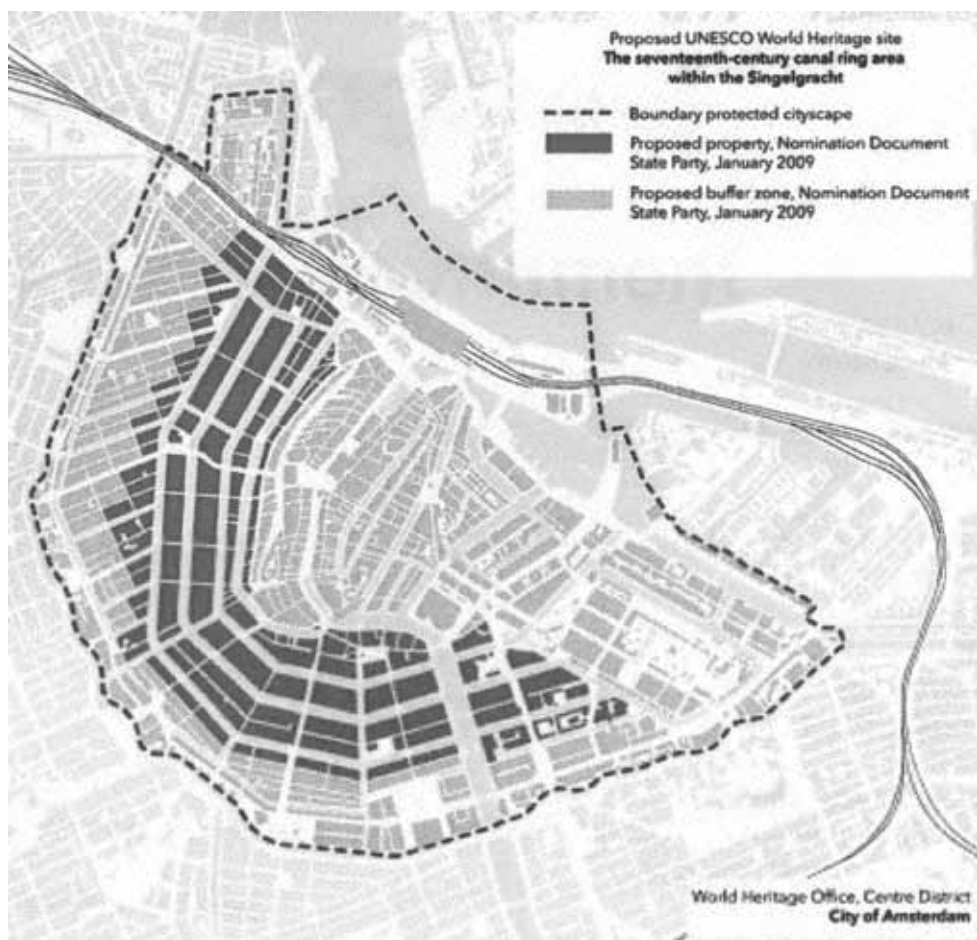 Proposed UNESCO World Heritage site
The seventeenth-century canal ring area
within the Singelgracht
Boundary protected cityscape
Proposed property, Nomination Document
State Party, January 2009
Proposed buffer zone, Nomination Document
State Party, January 2009
World Heritage Office, Centre District
City of Amsterdam